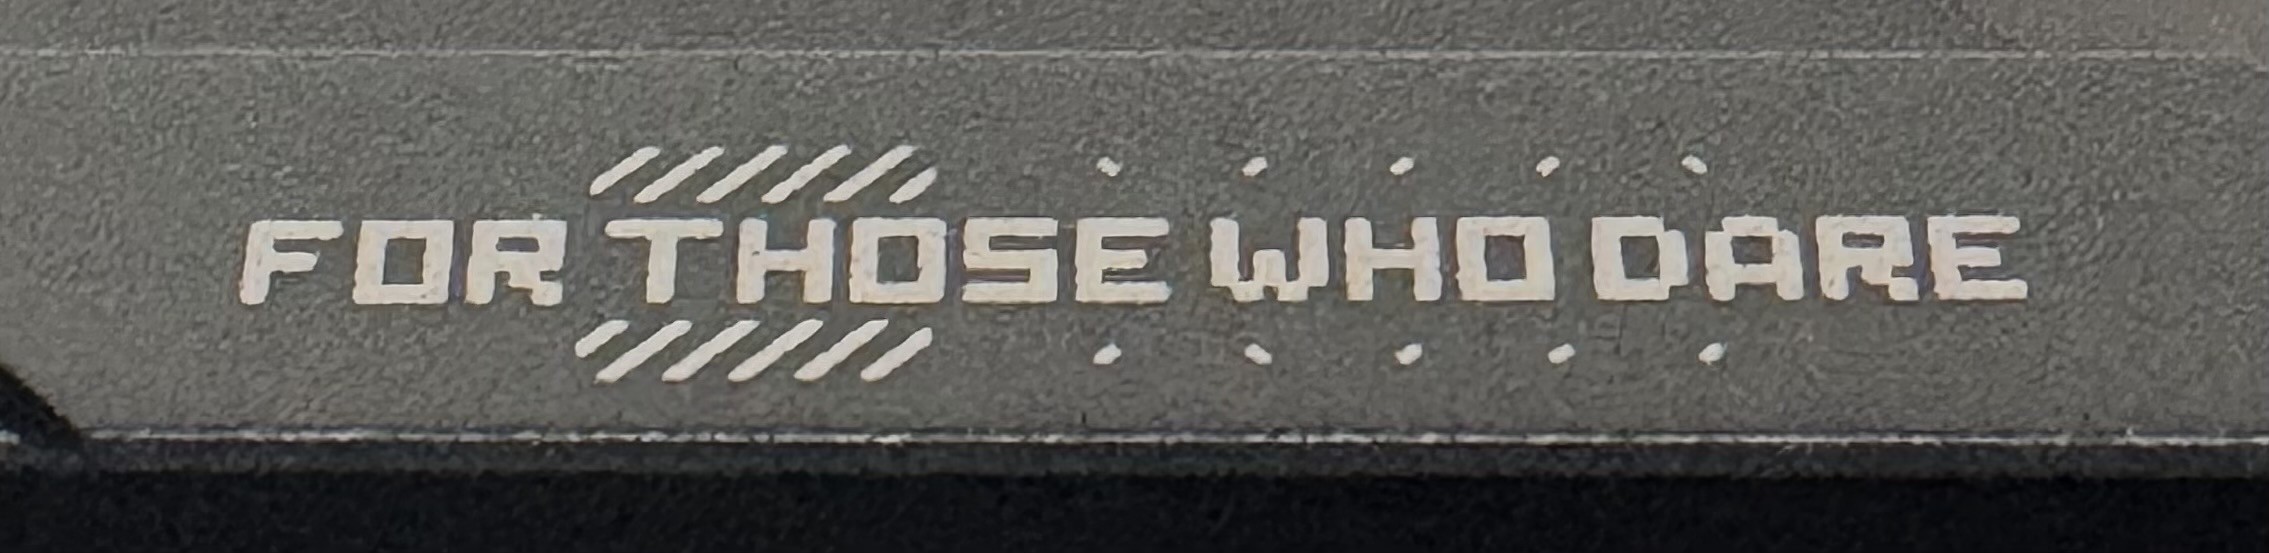 FOR THOSE WHO DARE